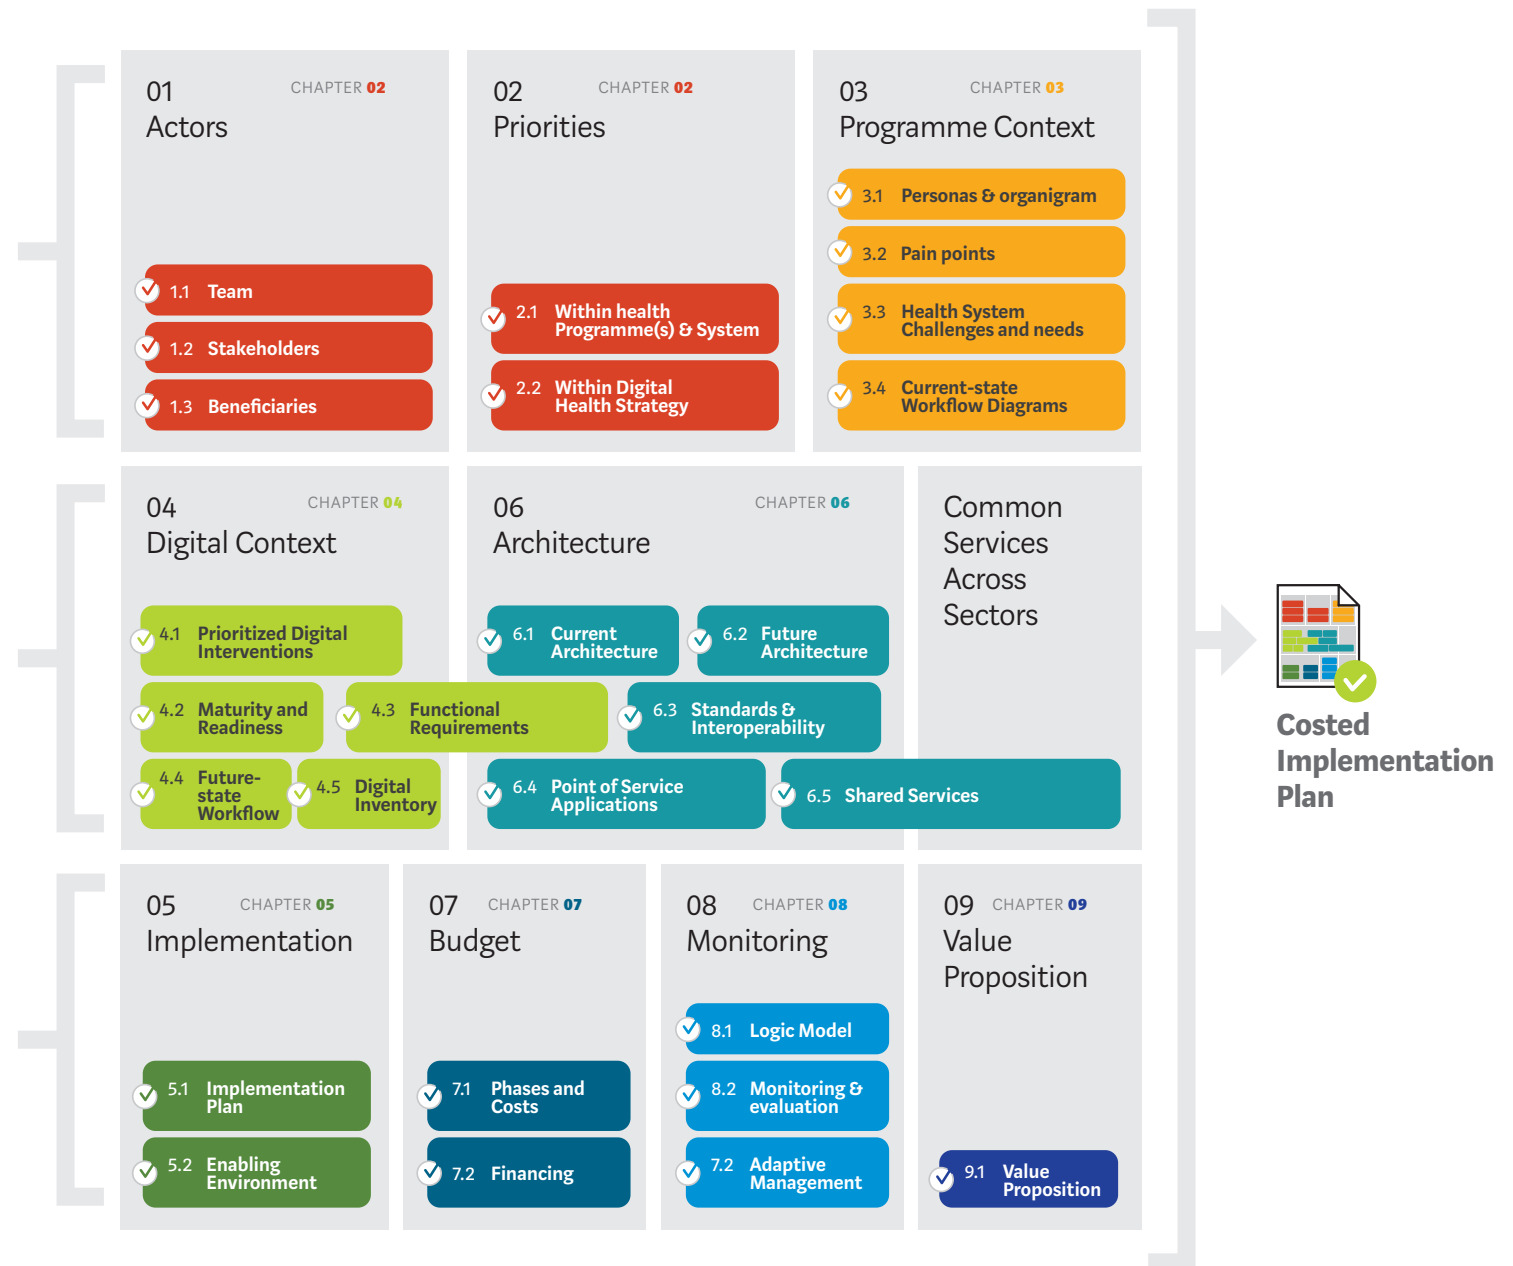 01 CHAPTER 02
Actors
1.1 Team
1.2 Stakeholders
1.3 Beneficiaries
02 CHAPTER 02
Priorities
2.1 Within health
Programme(s) & System
2.2 Within Digital
Health Strategy
03 CHAPTER 03
Programme Context
3.1 Personas & organigram
3.2 Pain points
3.3 Health System
Challenges and needs
3.4 Current-state
Workflow Diagrams
04 CHAPTER 04
Digital Context
4.1 Prioritized Digital
Interventions
4.2 Maturity and
Readiness
4.3 Functional
Requirements
4.4 Future-
state
Workflow
4.5 Digital
Inventory
06 CHAPTER 06
Architecture
6.1 Current
Architecture
6.2 Future
Architecture
6.3 Standards &
Interoperability
6.4 Point of Service
Applications
6.5 Shared Services
Common
Services
Across
Sectors
05 CHAPTER 05
Implementation
5.1 Implementation
Plan
5.2 Enabling
Environment
07 CHAPTER 07
Budget
7.1 Phases and
Costs
7.2 Financing
08 CHAPTER 08
Monitoring
8.1 Logic Model
8.2 Monitoring &
evaluation
7.2 Adaptive
Management
09 CHAPTER 09
Value
Proposition
9.1 Value
Proposition
Costed
Implementation
Plan